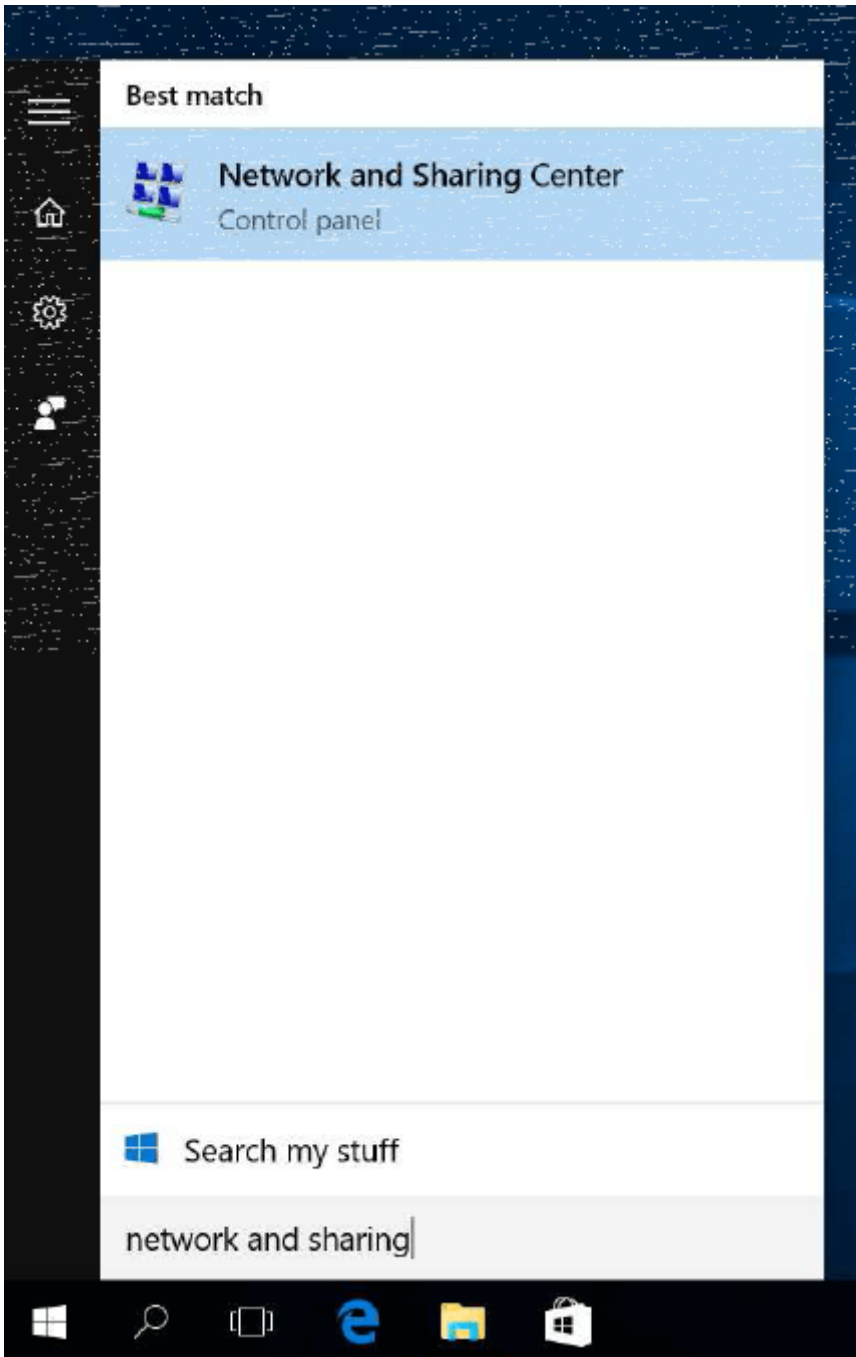 Best match
Network and Sharing Center
Control panel
Search my stuff
network and sharing